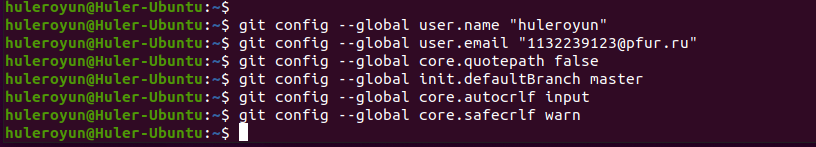 huleroyun@Huler-Ubuntu:~$
huleroyun@Huler-Ubuntu:~$ git config --global user.name "huleroyun"
huleroyun@Huler-Ubuntu:~$ git config --global user.email "1132239123@pfur.ru"
huleroyun@Huler-Ubuntu:~$ git config --global core.quotepath false
huleroyun@Huler-Ubuntu:~$ git config --global init.defaultBranch master
huleroyun@Huler-Ubuntu:~$ git config --global core.autocrlf input
huleroyun@Huler-Ubuntu:~$ git config --global core.safecrlf warn
huleroyun@Huler-Ubuntu:~$